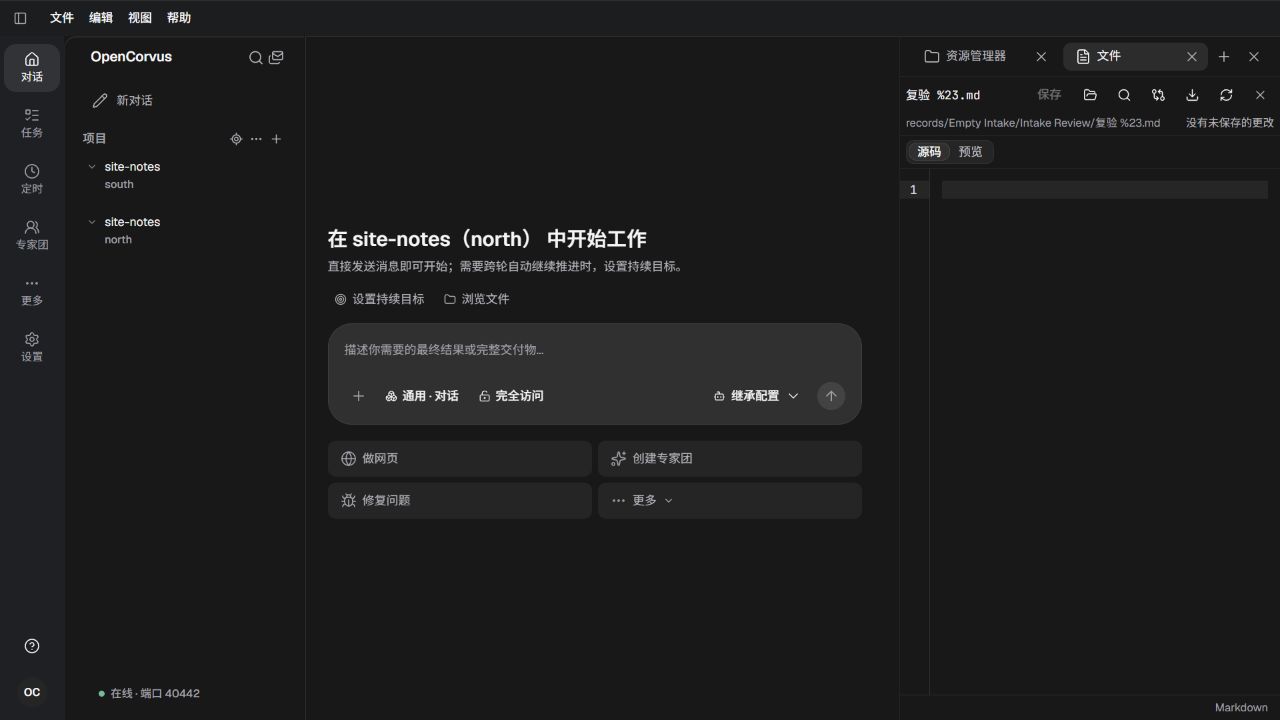 文件 编辑 视图 帮助
对话
任务
定时
专家团
更多
设置
OC
OpenCorvus
新对话
项目
site-notes
south
site-notes
north
在线 · 端口 40442
在 site-notes（north） 中开始工作
直接发送消息即可开始；需要跨轮自动继续推进时，设置持续目标。
设置持续目标 浏览文件
描述你需要的最终结果或完整交付物...
通用 · 对话 完全访问 继承配置
做网页 创建专家团
修复问题 更多
资源管理器 文件
复验 %23.md 保存
records/Empty Intake/Intake Review/复验 %23.md 没有未保存的更改
源码 预览
1
Markdown